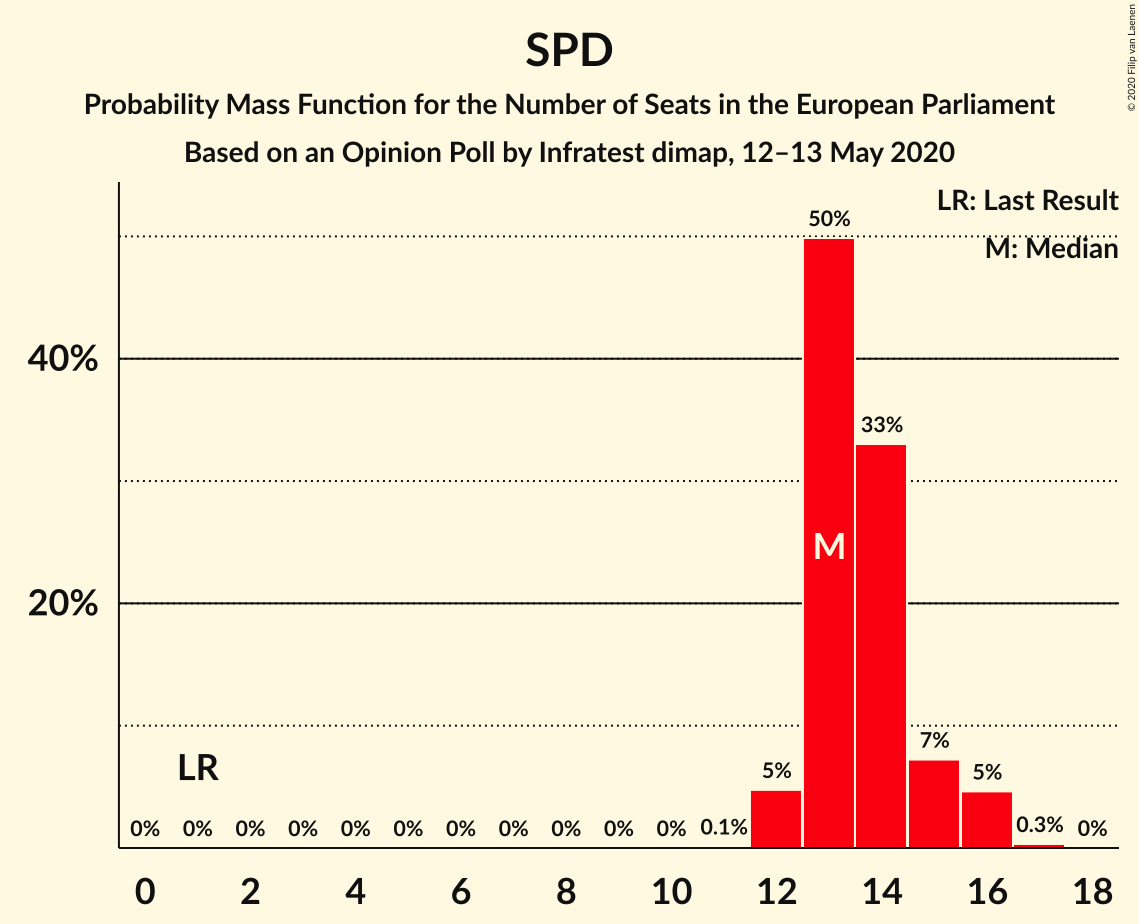 SPD
Probability Mass Function for the Number of Seats in the European Parliament
Based on an Opinion Poll by Infratest dimap, 12–13 May 2020
© 2020 Filip van Laenen
LR: Last Result
M: Median
50%
40%
33%
M
20%
7%
LR
5%
5%
0% 0% 0% 0% 0% 0% 0% 0% 0% 0% 0% 0.1% 0.3% 0%
0 2 4 6 8 10 12 14 16 18